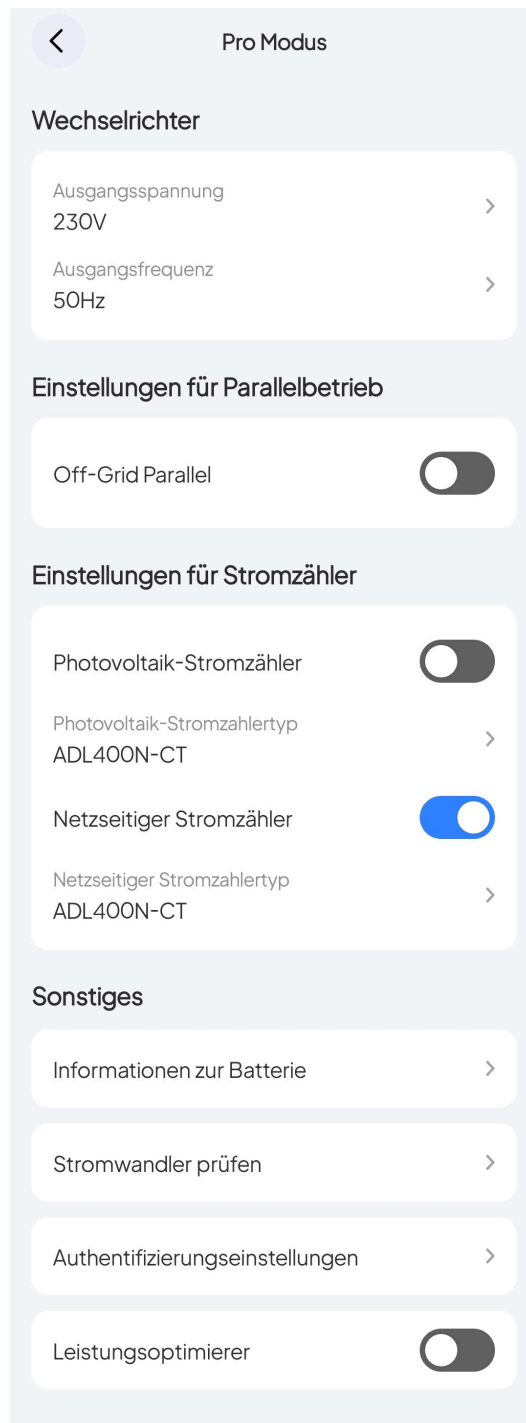 Pro Modus
Wechselrichter
Ausgangsspannung
230V
Ausgangsfrequenz
50Hz
Einstellungen für Parallelbetrieb
Off-Grid Parallel
Einstellungen für Stromzähler
Photovoltaik-Stromzähler
Photovoltaik-Stromzahlertyp
ADL400N-CT
Netzseitiger Stromzähler
Netzseitiger Stromzahlertyp
ADL400N-CT
Sonstiges
Informationen zur Batterie
Stromwandler prüfen
Authentifizierungseinstellungen
Leistungsoptimierer